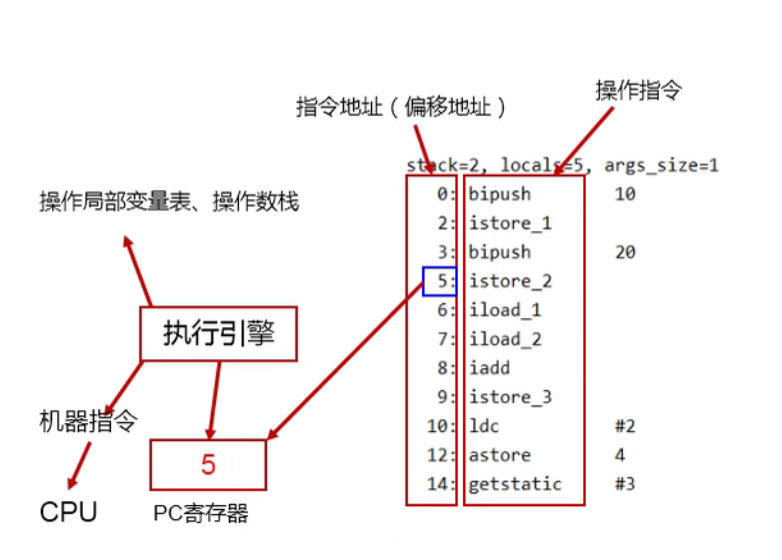 操作指令
指令地址（偏移地址）
stack=2, locals=5, args_size=1
0: bipush 10
2: istore_1
3: bipush 20
5: istore_2
6: iload_1
7: iload_2
8: iadd
9: istore_3
10: ldc #2
12: astore 4
14: getstatic #3
操作局部变量表、操作数栈
执行引擎
机器指令
5
CPU
PC寄存器